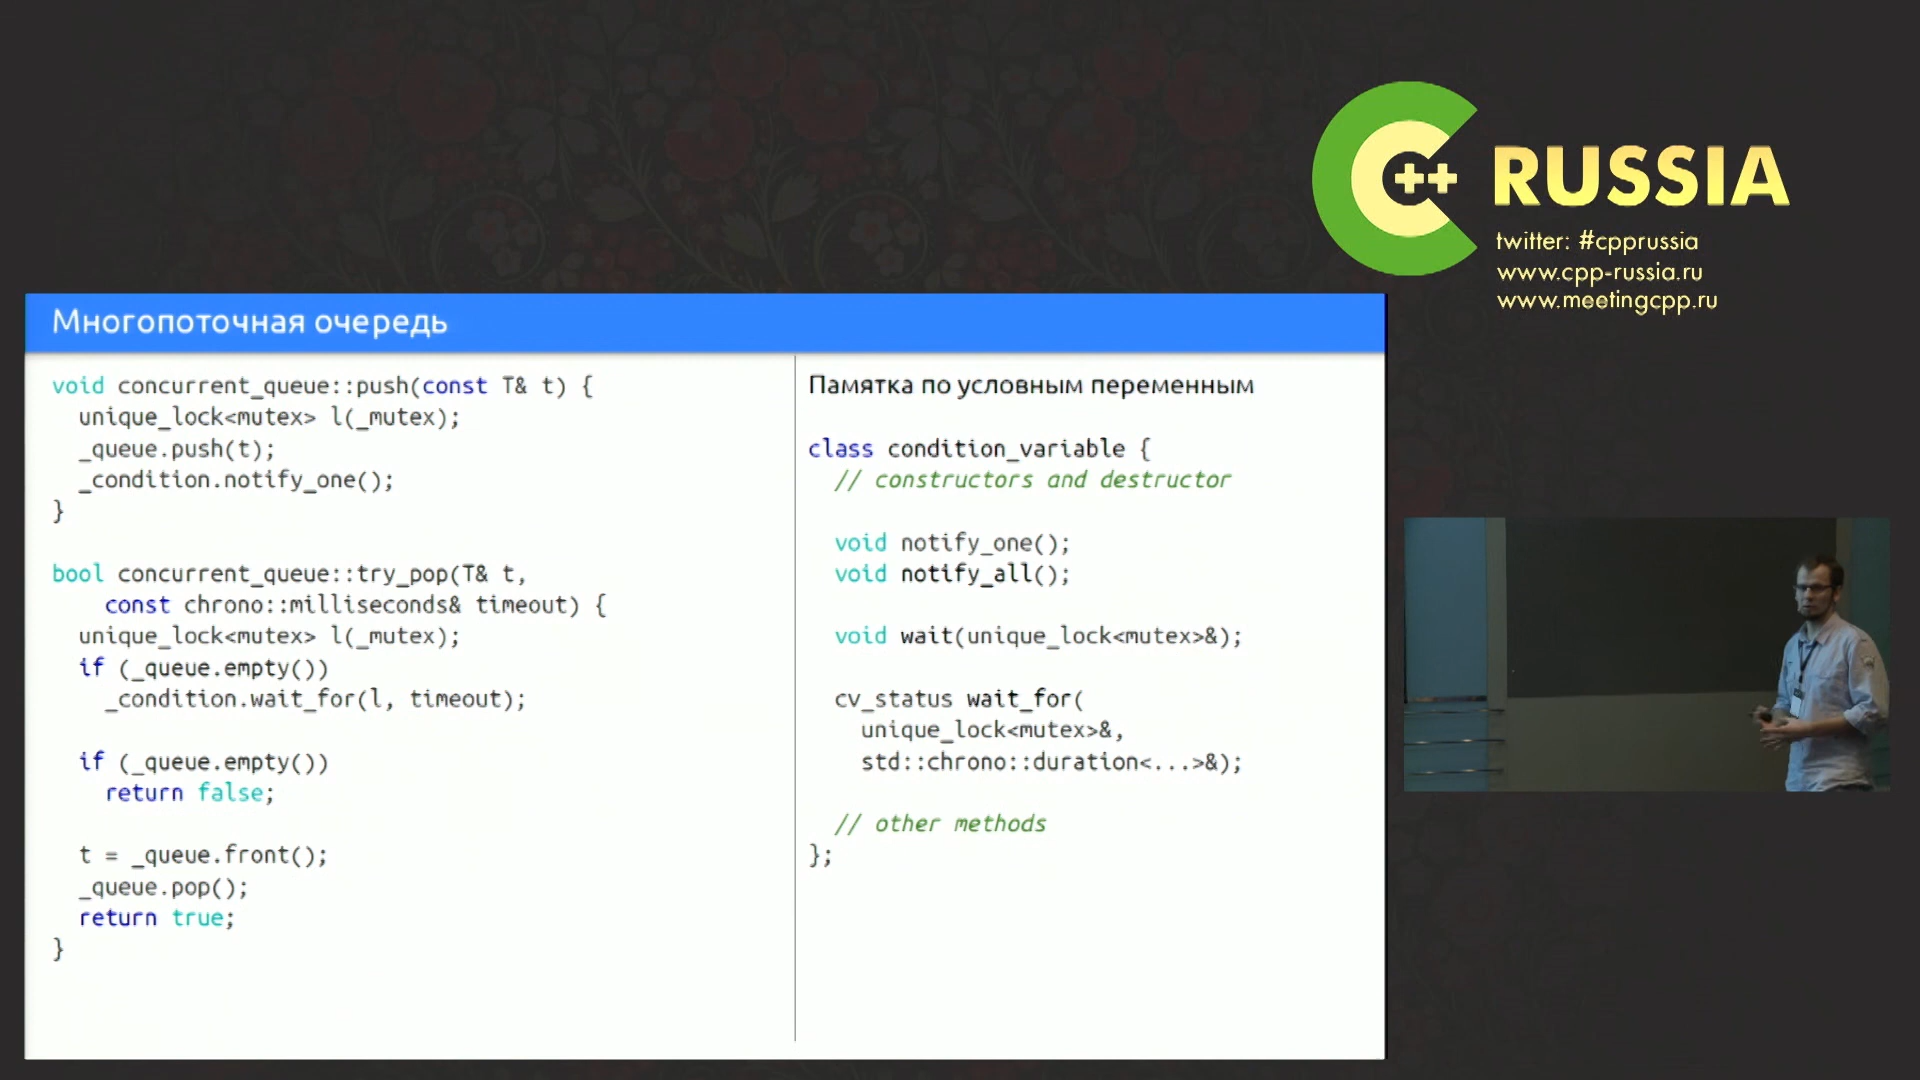 C++ RUSSIA
twitter: #cpprussia
www.cpp-russia.ru
www.meetingcpp.ru
Многопоточная очередь
void concurrent_queue::push(const T& t) {
unique_lock<mutex> l(_mutex);
_queue.push(t);
_condition.notify_one();
}
bool concurrent_queue::try_pop(T& t,
const chrono::milliseconds& timeout) {
unique_lock<mutex> l(_mutex);
if (_queue.empty())
_condition.wait_for(l, timeout);
if (_queue.empty())
return false;
t = _queue.front();
_queue.pop();
return true;
}
Памятка по условным переменным
class condition_variable {
// constructors and destructor
void notify_one();
void notify_all();
void wait(unique_lock<mutex>&);
cv_status wait_for(
unique_lock<mutex>&,
std::chrono::duration<...>&);
// other methods
};